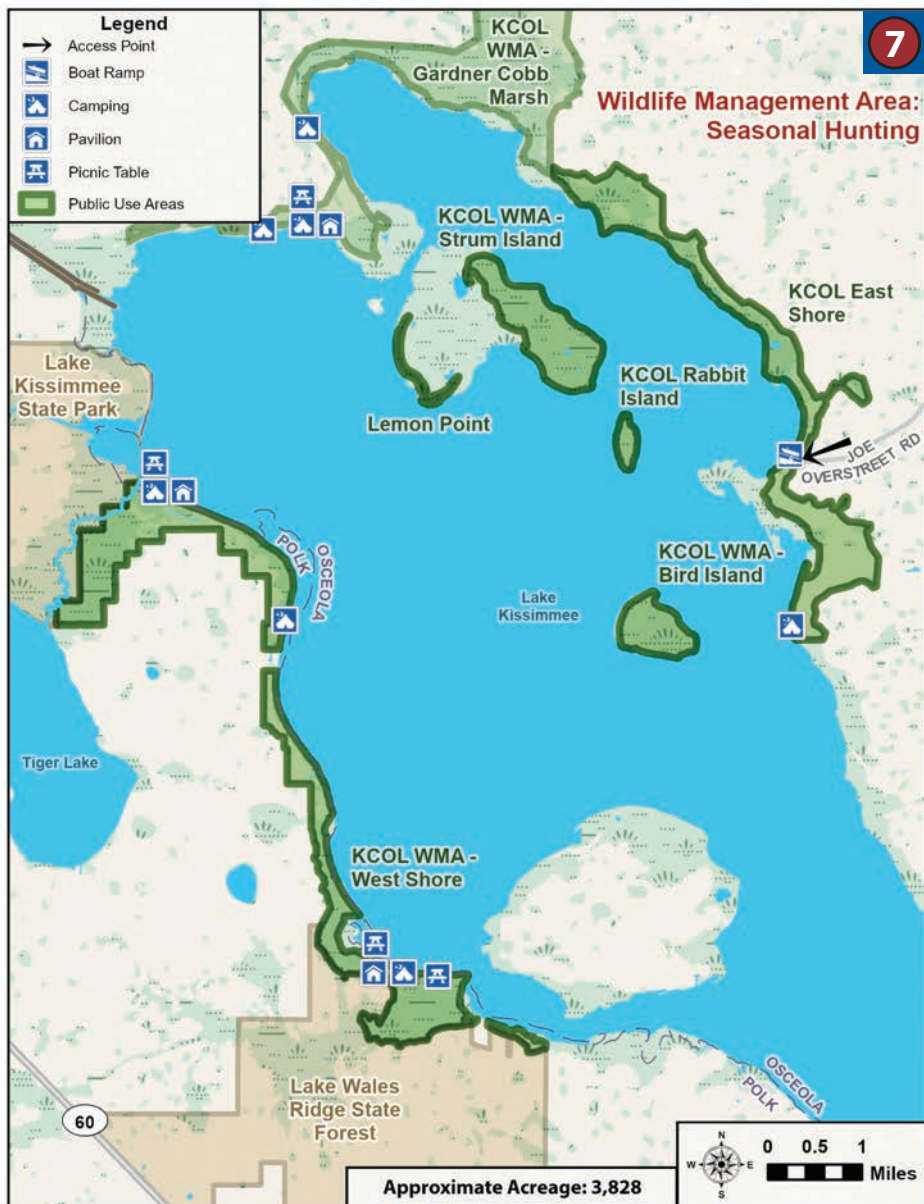 Legend
Access Point
Boat Ramp
Camping
Pavilion
Picnic Table
Public Use Areas
KCOL
WMA -
Gardner Cobb
Marsh
7
Wildlife Management Area:
Seasonal Hunting
KCOL WMA -
Strum Island
KCOL East
Shore
Lake
Kissimmee
State Park
Lemon Point
KCOL Rabbit
Island
JOE
OVERSTREET RD
POLK
OSCEOLA
KCOL WMA -
Bird Island
Lake
Kissimmee
Tiger Lake
KCOL WMA -
West Shore
Lake Wales
Ridge State
Forest
60
OSCEOLA
POLK
Approximate Acreage: 3,828
N
W E
S
0 0.5 1
Miles